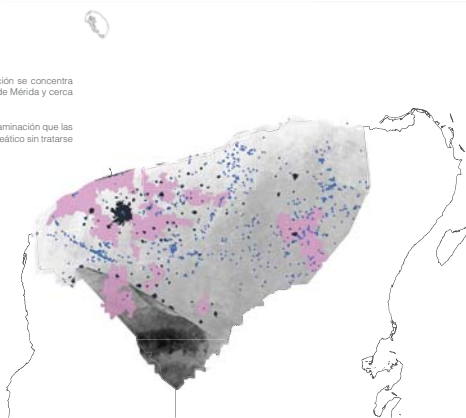 ción se concentra
de Mérida y cerca
aminación que las
eático sin tratarse